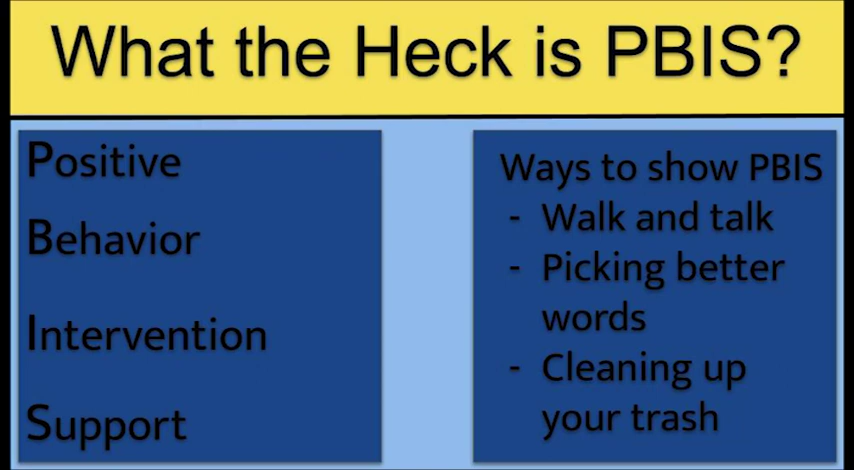 What the Heck is PBIS?
Positive
Behavior
Intervention
Support
Ways to show PBIS
- Walk and talk
- Picking better
words
- Cleaning up
your trash